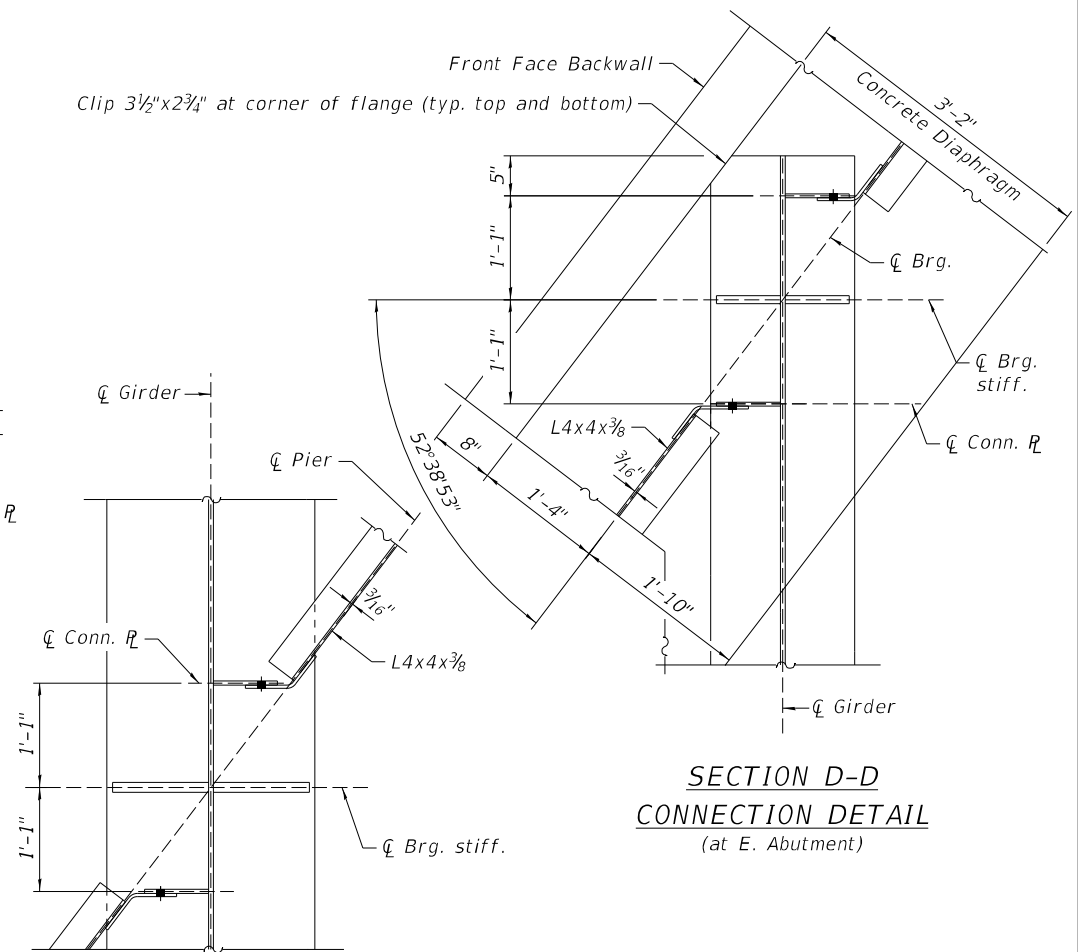 Front Face Backwall
Clip 3½"x2¾" at corner of flange (typ. top and bottom)
3'-2"
Concrete Diaphragm
5"
1'-1"
1'-1"
℄ Brg.
℄ Brg.
stiff.
℄ Conn. ⅊
L4x4x⅜
3/16"
8"
1'-4"
1'-10"
52°38'53"
℄ Girder
SECTION D-D
CONNECTION DETAIL
(at E. Abutment)
℄ Girder
℄ Pier
⅊
3/16"
℄ Conn. ⅊
L4x4x⅜
1'-1"
1'-1"
℄ Brg. stiff.